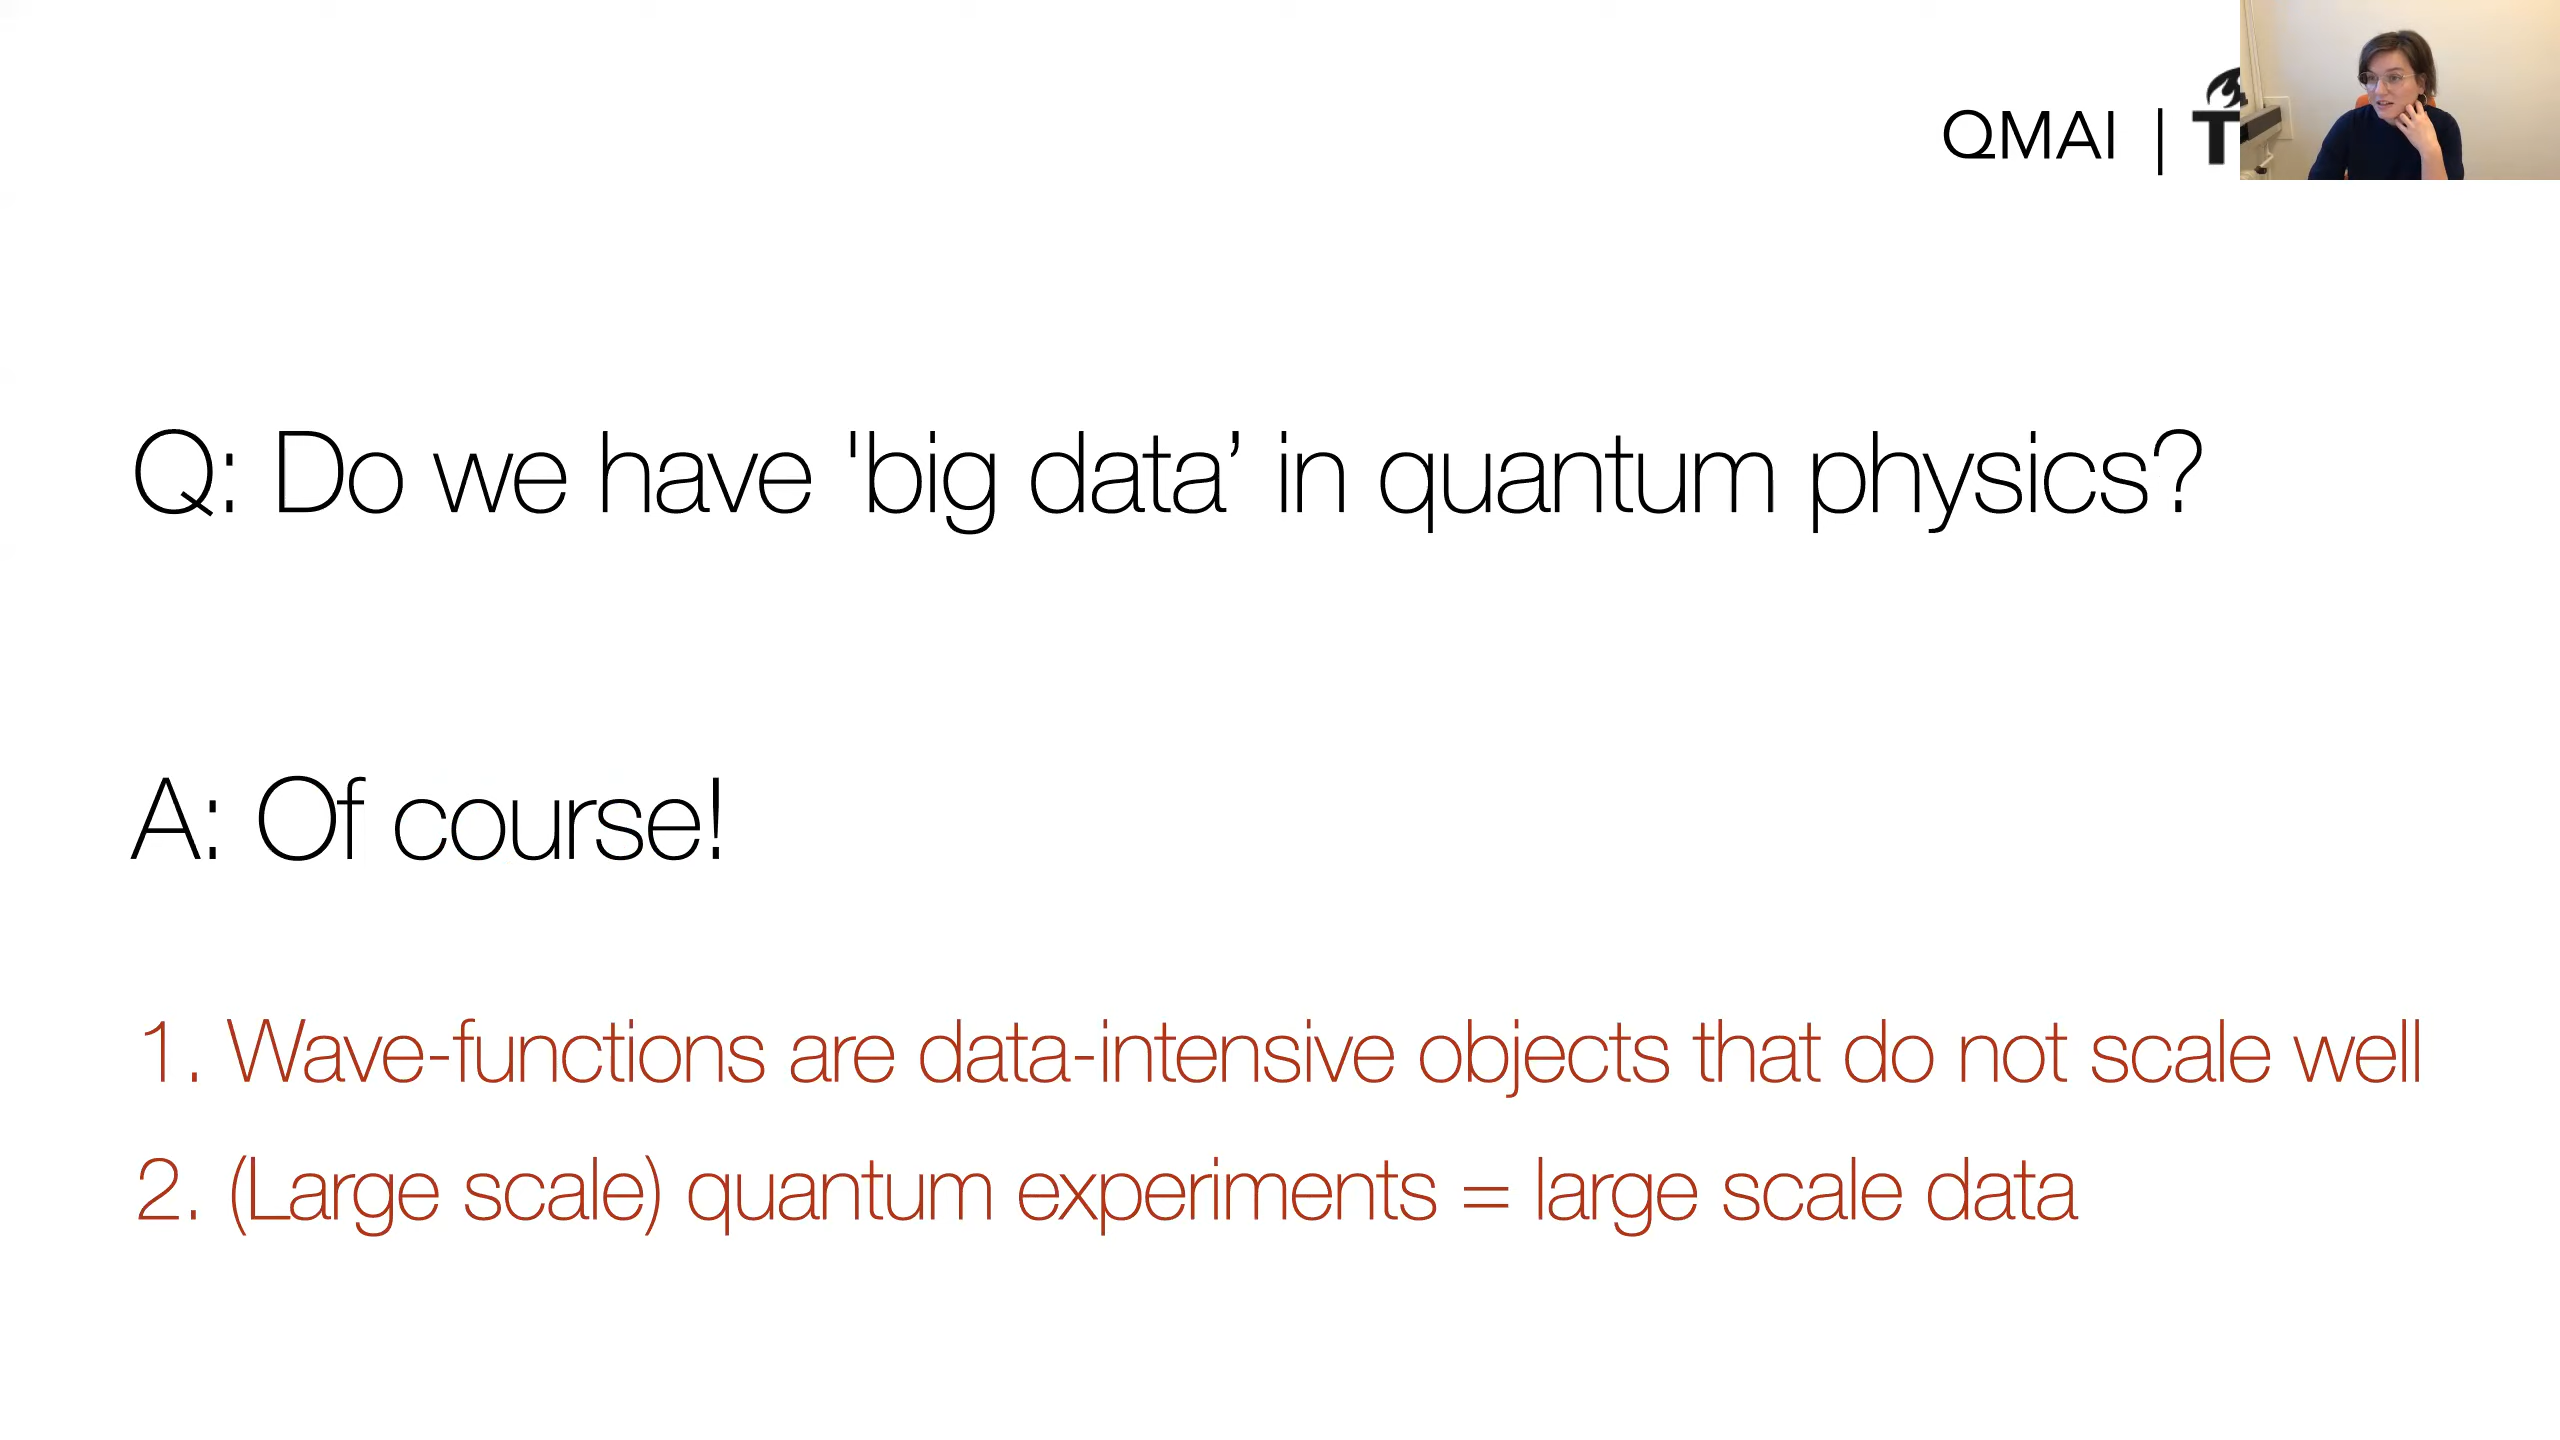 QMAI | T
Q: Do we have 'big data’ in quantum physics?
A: Of course!
1. Wave-functions are data-intensive objects that do not scale well
2. (Large scale) quantum experiments = large scale data